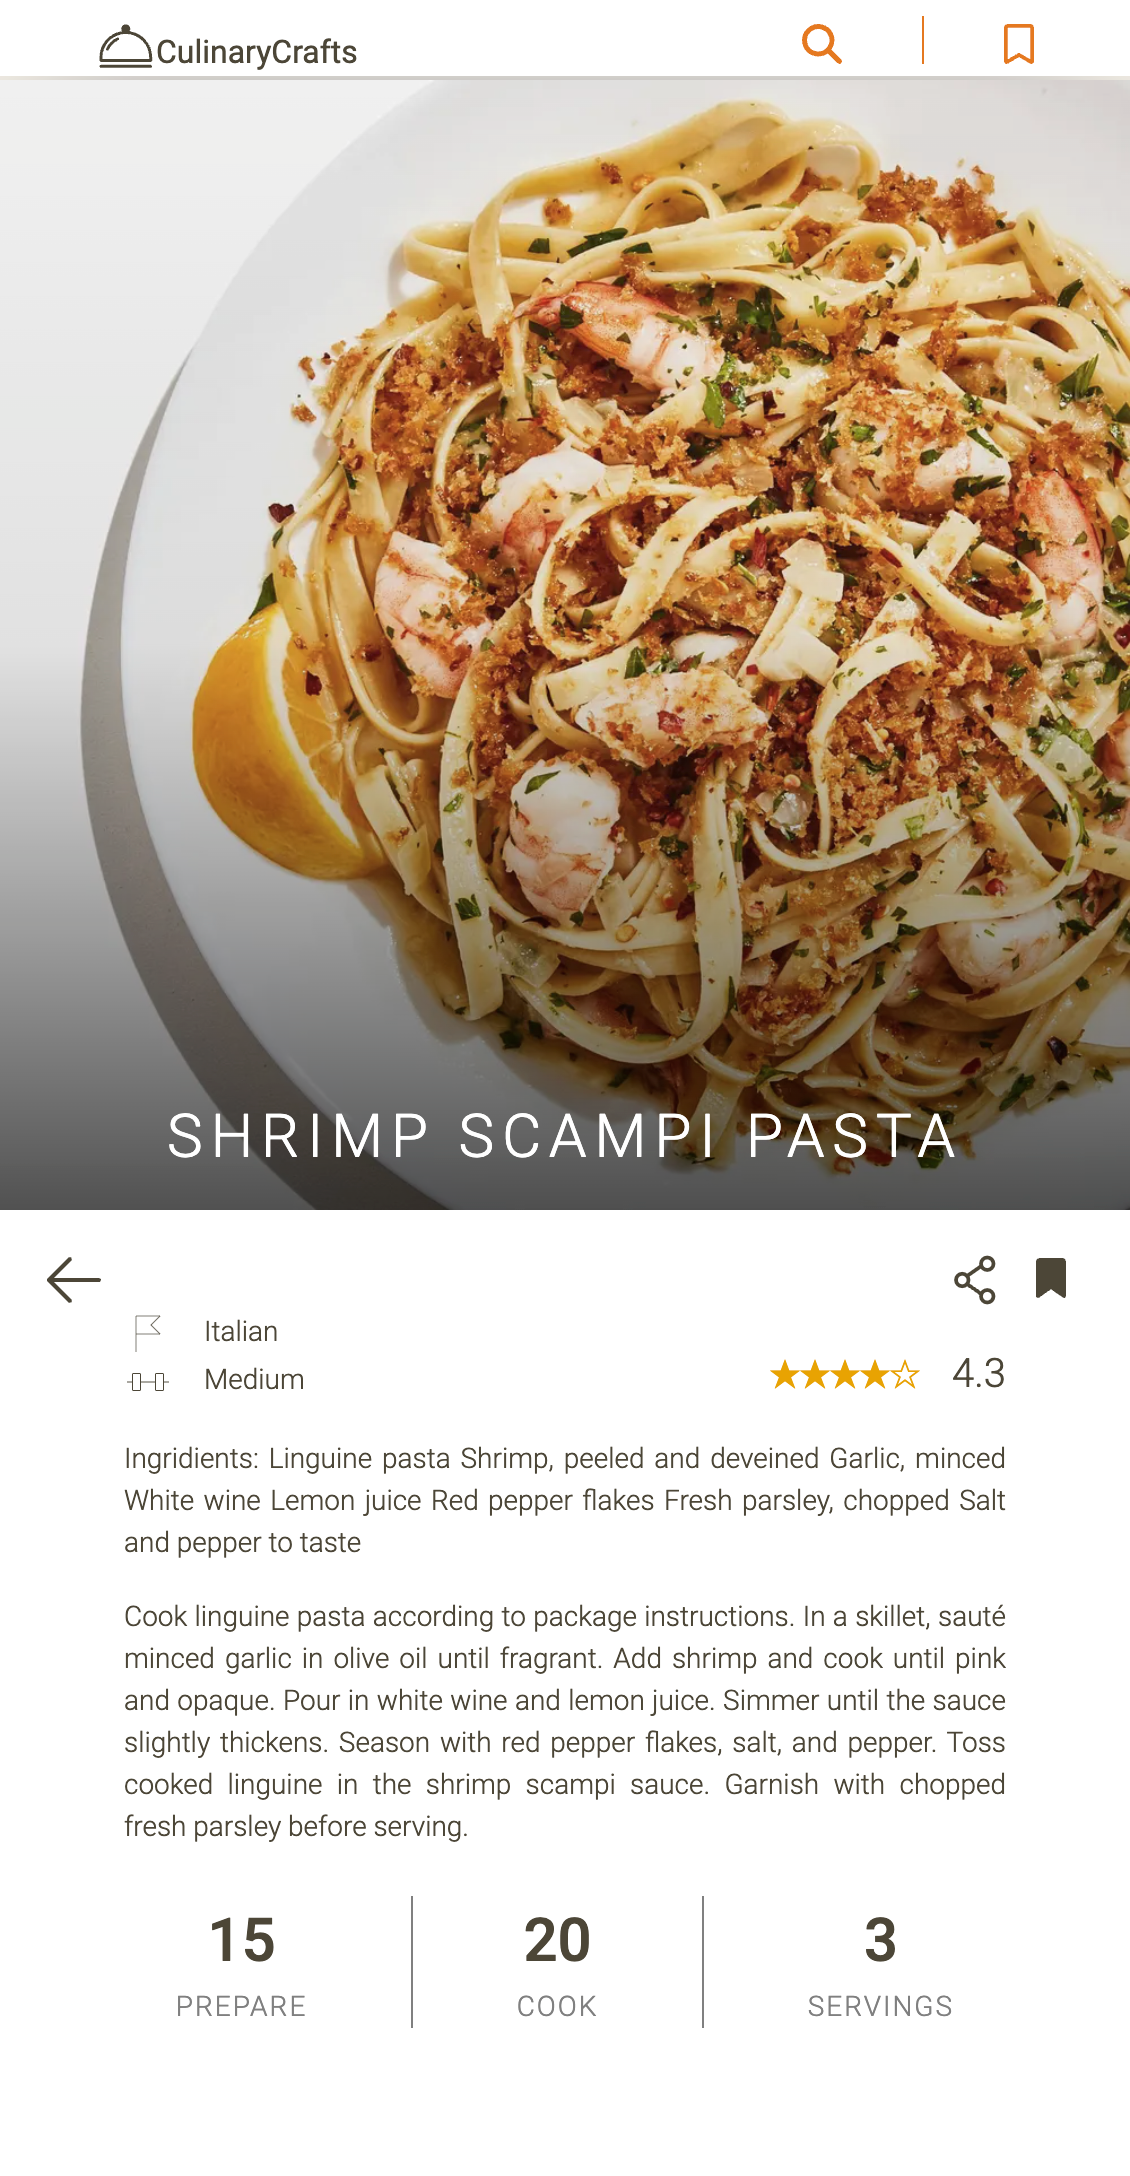 CulinaryCrafts
SHRIMP SCAMPI PASTA
Italian
Medium
4.3
Ingridients: Linguine pasta Shrimp, peeled and deveined Garlic, minced
White wine Lemon juice Red pepper flakes Fresh parsley, chopped Salt
and pepper to taste
Cook linguine pasta according to package instructions. In a skillet, sauté
minced garlic in olive oil until fragrant. Add shrimp and cook until pink
and opaque. Pour in white wine and lemon juice. Simmer until the sauce
slightly thickens. Season with red pepper flakes, salt, and pepper. Toss
cooked linguine in the shrimp scampi sauce. Garnish with chopped
fresh parsley before serving.
15 20 3
PREPARE COOK SERVINGS